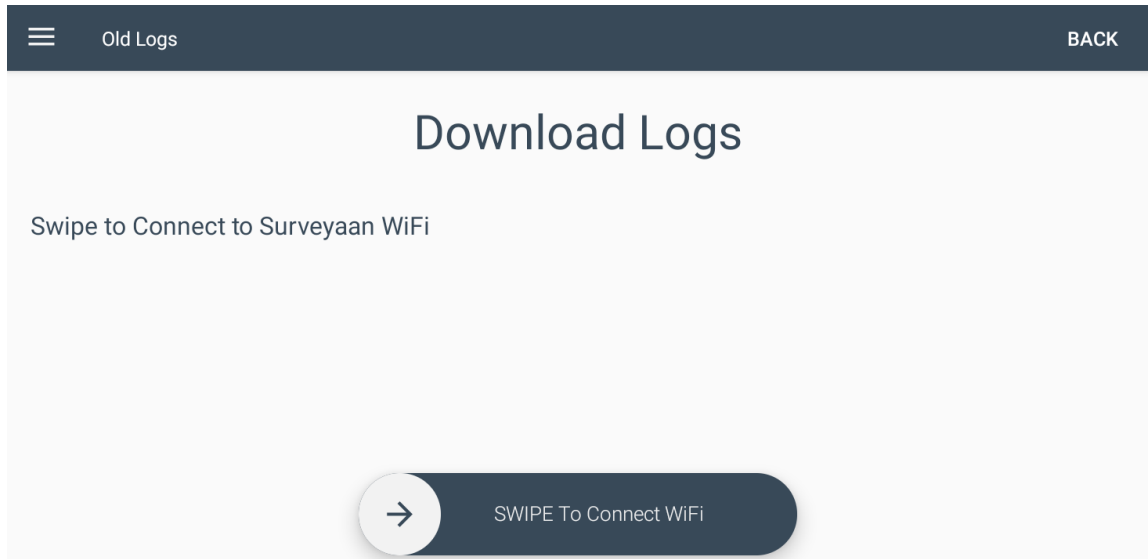 Old Logs
BACK
Download Logs
Swipe to Connect to Surveyaan WiFi
SWIPE To Connect WiFi